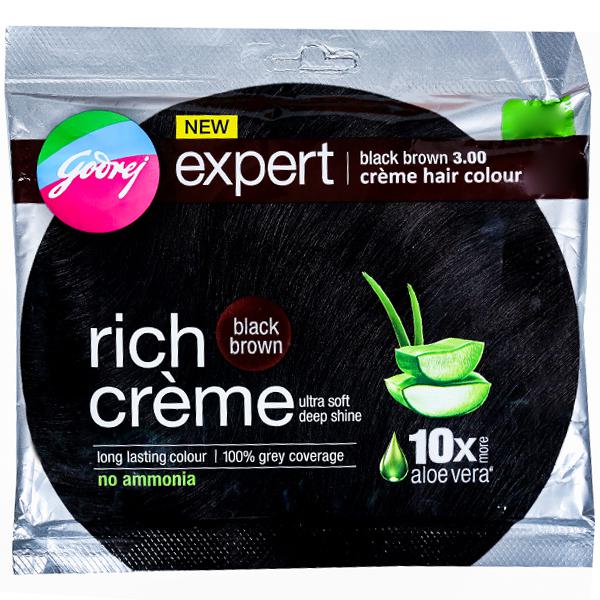 Godrej
NEW
expert
black brown 3.00
crème hair colour
rich
crème
black
brown
ultra soft
deep shine
long lasting colour | 100% grey coverage
no ammonia
10x
more
aloe vera#